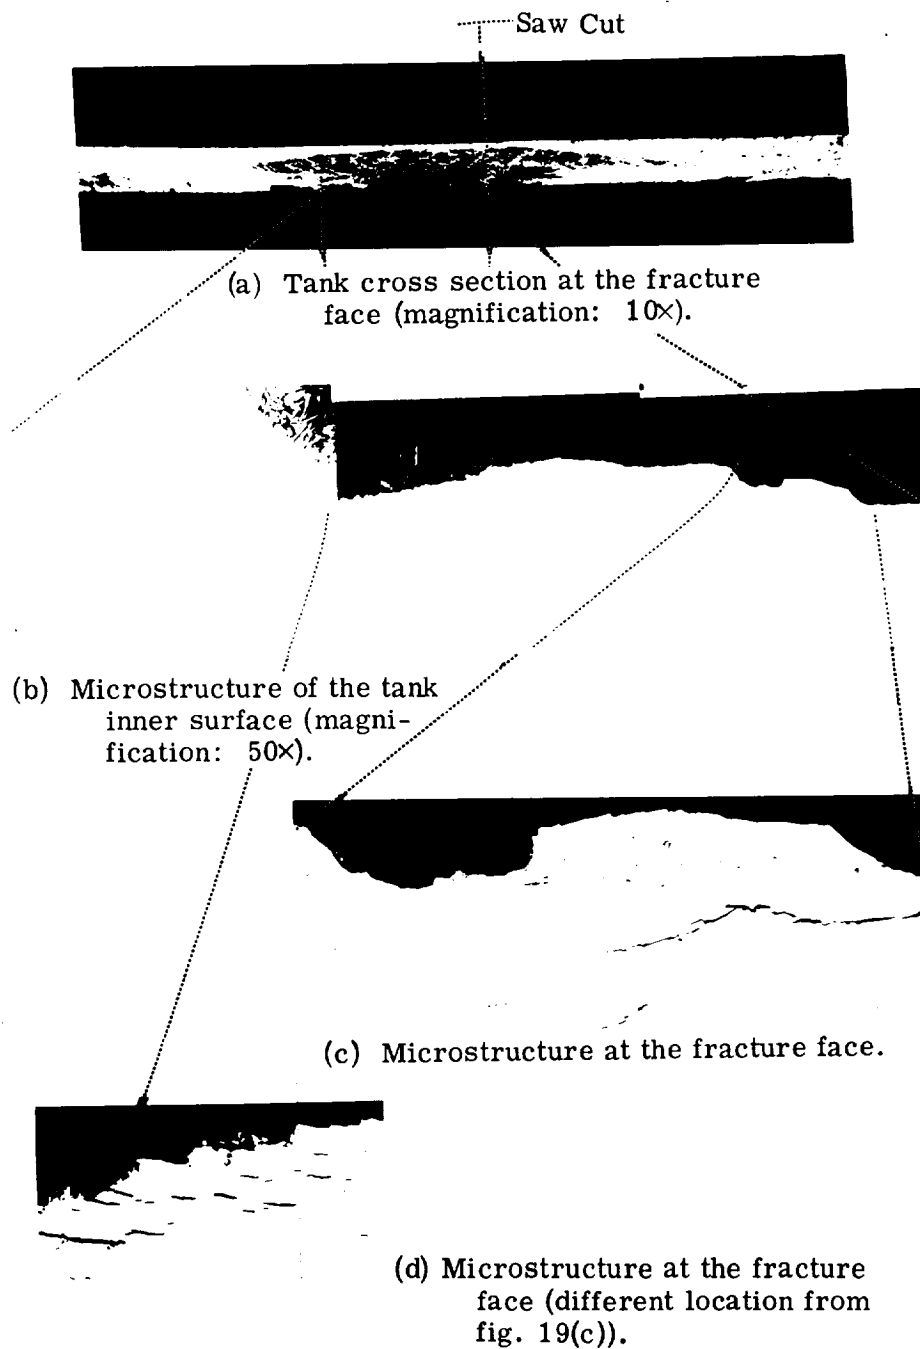 Saw Cut
(a) Tank cross section at the fracture
face (magnification: 10×).
(b) Microstructure of the tank
inner surface (magni-
fication: 50×).
(c) Microstructure at the fracture face.
(d) Microstructure at the fracture
face (different location from
fig. 19(c)).